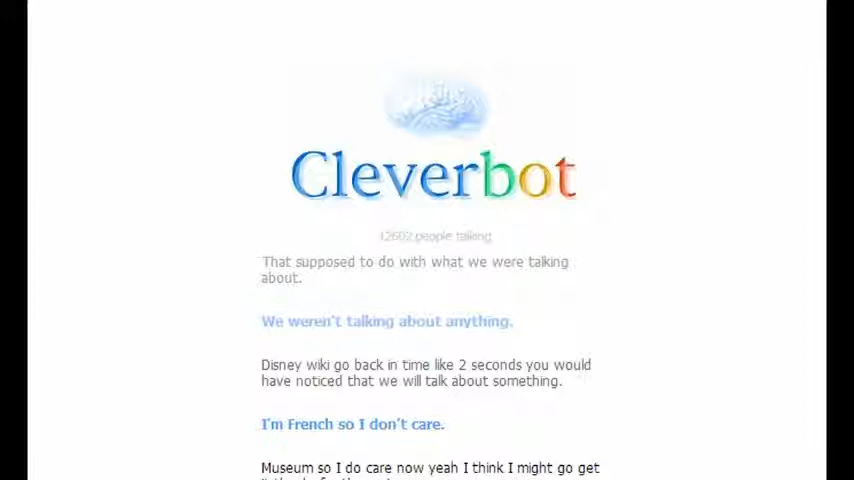 Cleverbot
12602 people talking
That supposed to do with what we were talking
about.
We weren't talking about anything.
Disney wiki go back in time like 2 seconds you would
have noticed that we will talk about something.
I'm French so I don't care.
Museum so I do care now yeah I think I might go get